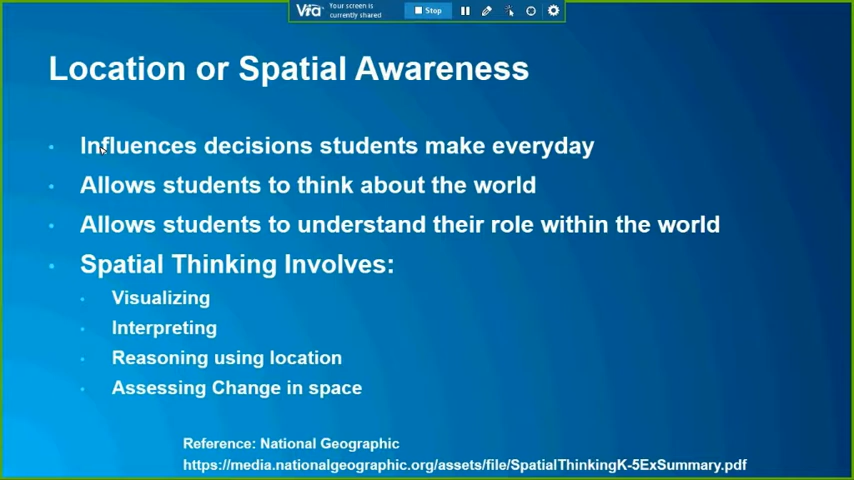 Your screen is
currently shared
Stop
Location or Spatial Awareness
Influences decisions students make everyday
Allows students to think about the world
Allows students to understand their role within the world
Spatial Thinking Involves:
Visualizing
Interpreting
Reasoning using location
Assessing Change in space
Reference: National Geographic
https://media.nationalgeographic.org/assets/file/SpatialThinkingK-5ExSummary.pdf